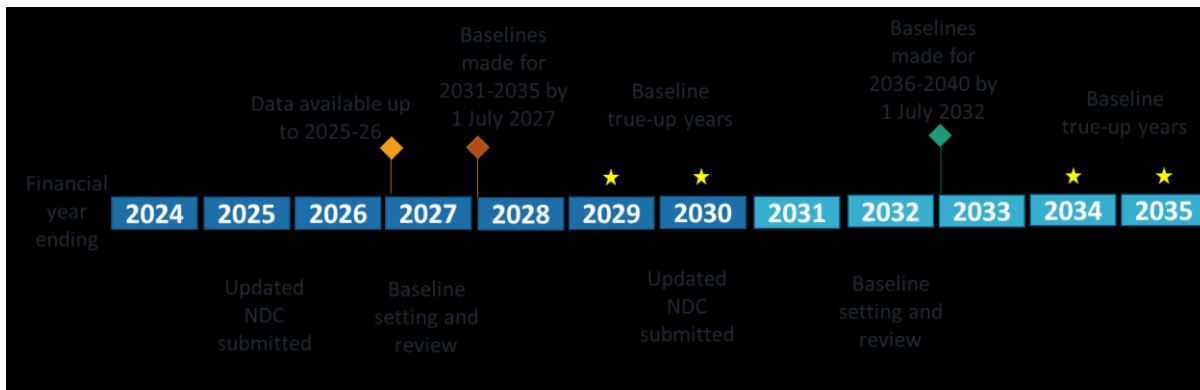 Baselines
made for
2031-2035 by
1 July 2027
Baselines
made for
2036-2040 by
1 July 2032
Data available up
to 2025-26
Baseline
true-up years
Baseline
true-up years
Financial
year
ending
2024 2025 2026 2027 2028 2029 2030 2031 2032 2033 2034 2035
Updated
NDC
submitted
Baseline
setting and
review
Updated
NDC
submitted
Baseline
setting and
review